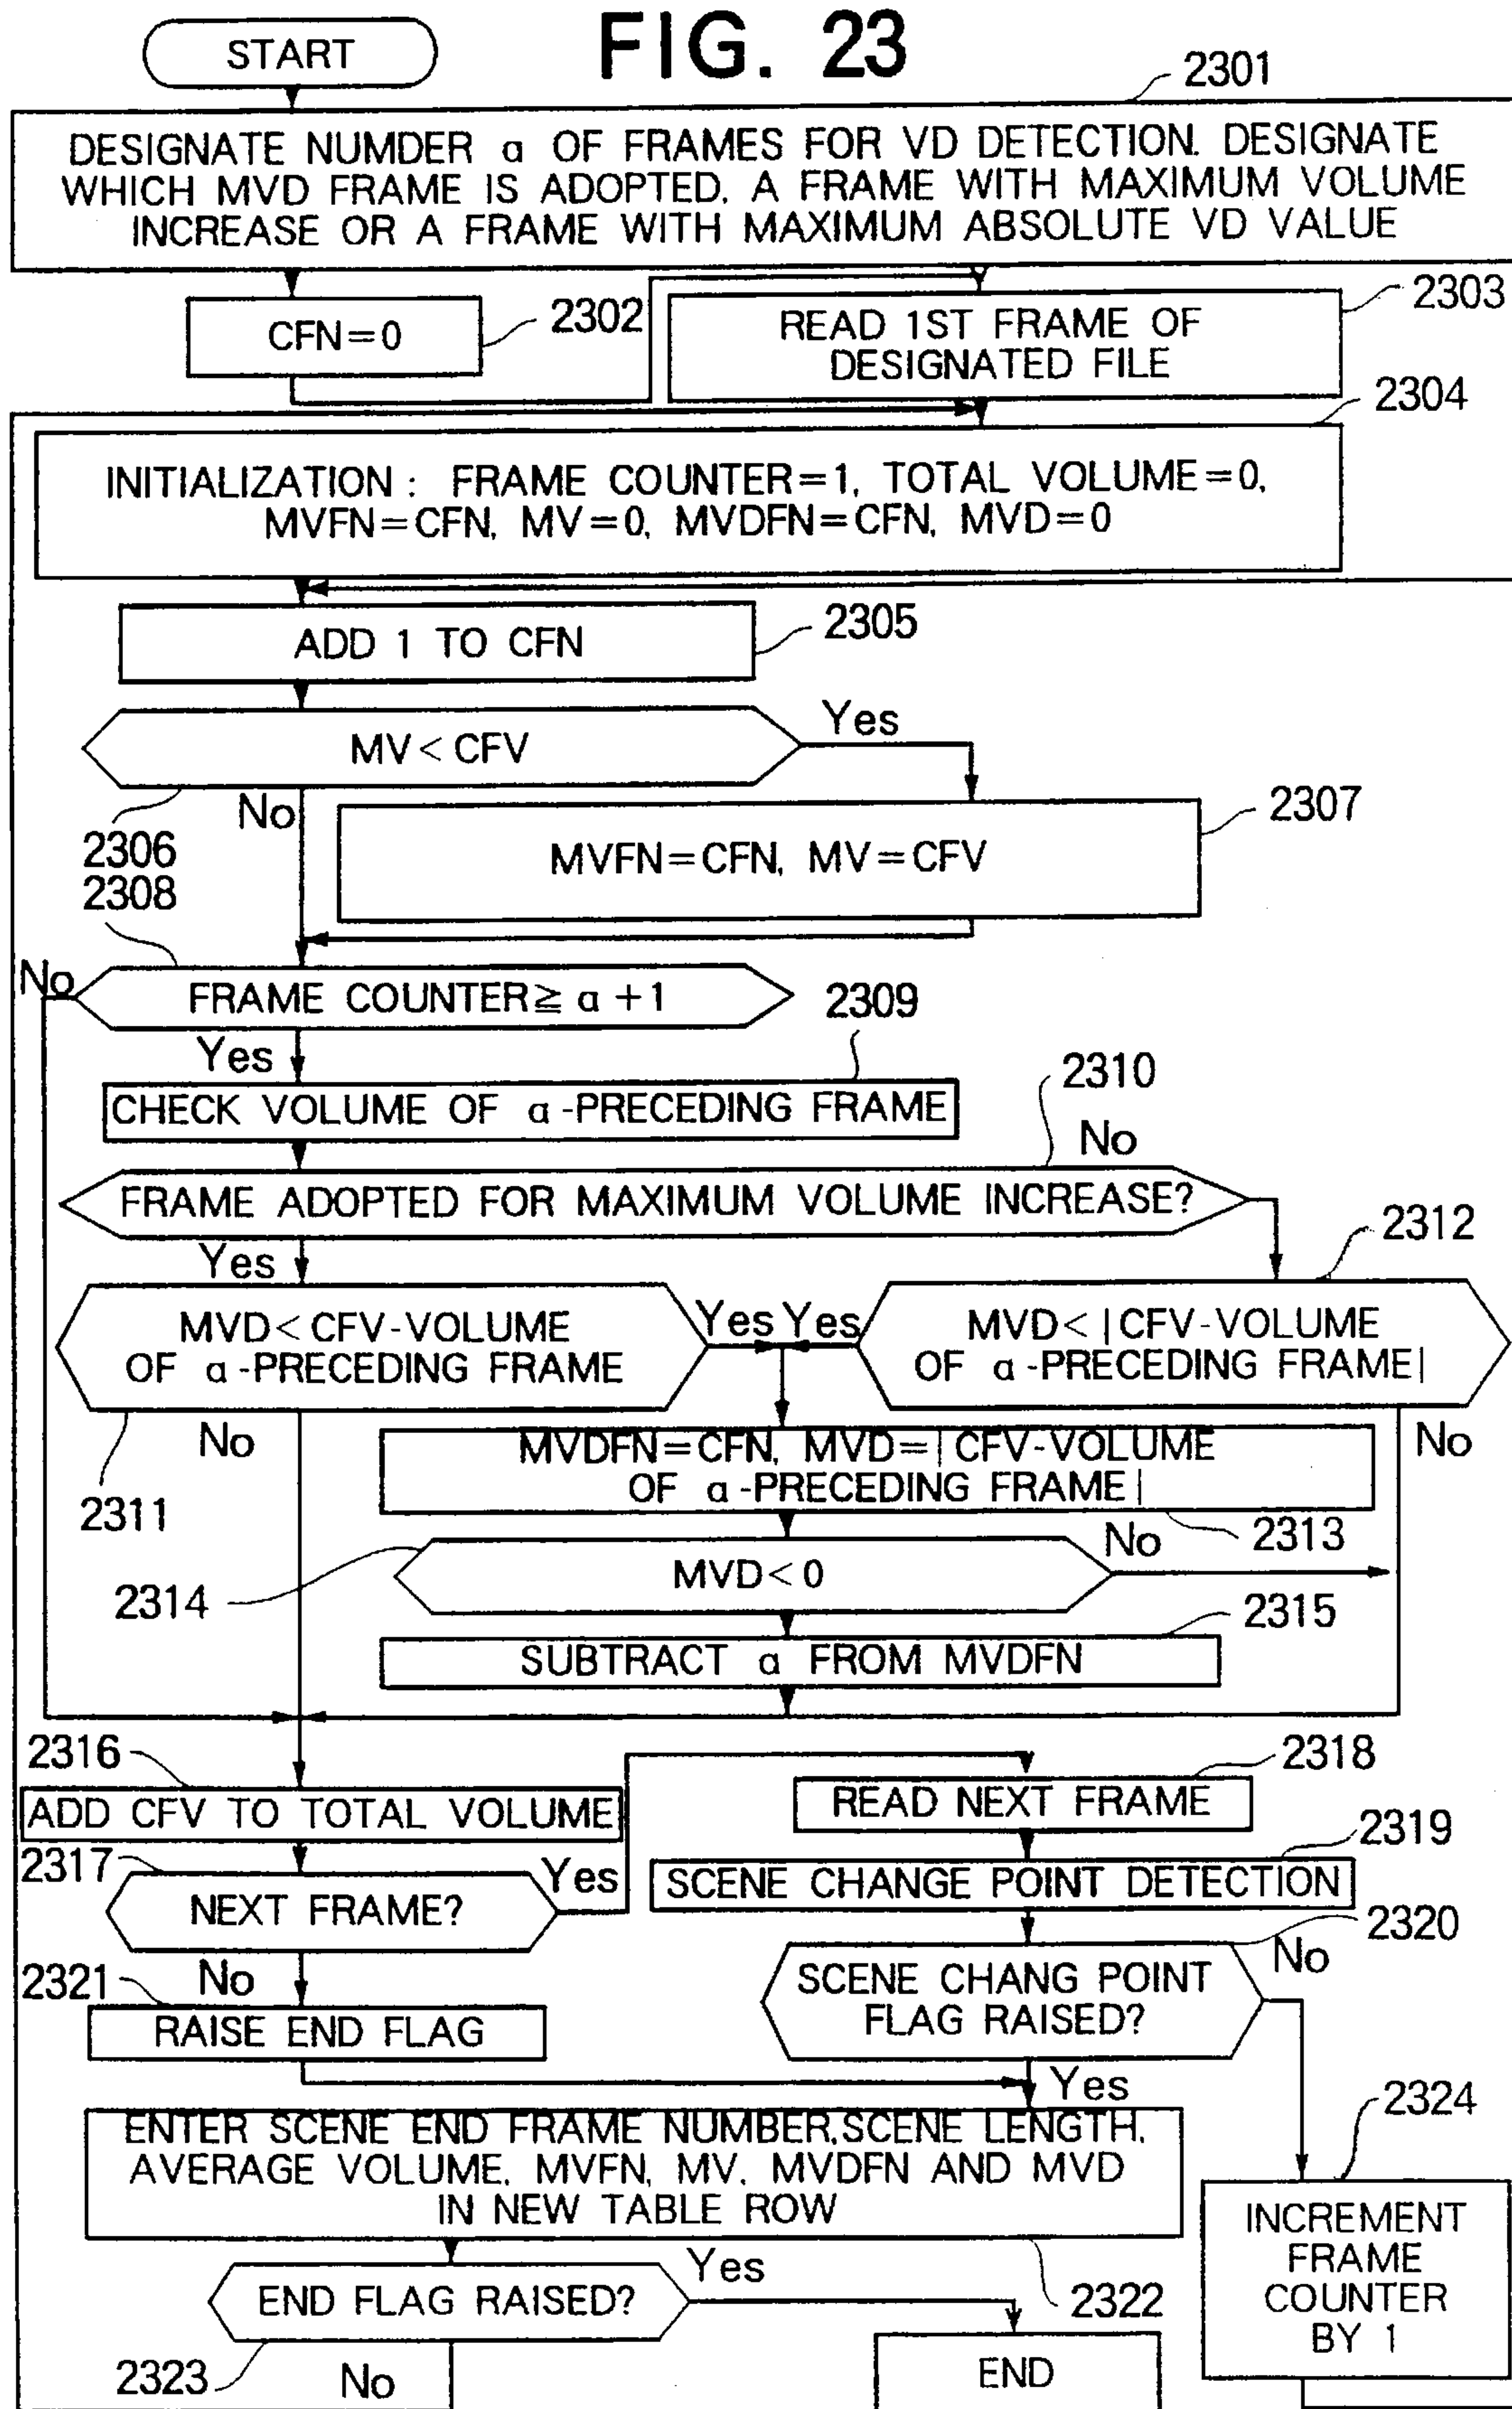 FIG. 23
START
2301
DESIGNATE NUMDER α OF FRAMES FOR VD DETECTION. DESIGNATE
WHICH MVD FRAME IS ADOPTED, A FRAME WITH MAXIMUM VOLUME
INCREASE OR A FRAME WITH MAXIMUM ABSOLUTE VD VALUE
CFN=0
2302
READ 1ST FRAME OF
DESIGNATED FILE
2303
2304
INITIALIZATION : FRAME COUNTER=1, TOTAL VOLUME=0,
MVFN=CFN, MV=0, MVDFN=CFN, MVD=0
ADD 1 TO CFN
2305
MV<CFV
Yes
No
2306
2307
MVFN=CFN, MV=CFV
2308
No
FRAME COUNTER≧ α +1
Yes
2309
CHECK VOLUME OF α -PRECEDING FRAME
2310
No
FRAME ADOPTED FOR MAXIMUM VOLUME INCREASE?
Yes
2312
MVD<CFV-VOLUME
OF α -PRECEDING FRAME
Yes
Yes
MVD< |CFV-VOLUME
OF α -PRECEDING FRAME|
No
2311
No
MVDFN=CFN, MVD=|CFV-VOLUME
OF α -PRECEDING FRAME|
2313
MVD<0
No
2314
2315
SUBTRACT α FROM MVDFN
2316
ADD CFV TO TOTAL VOLUME
2317
NEXT FRAME?
Yes
No
2318
READ NEXT FRAME
2319
SCENE CHANGE POINT DETECTION
2320
SCENE CHANG POINT
FLAG RAISED?
No
Yes
2321
RAISE END FLAG
ENTER SCENE END FRAME NUMBER,SCENE LENGTH,
AVERAGE VOLUME, MVFN, MV, MVDFN AND MVD
IN NEW TABLE ROW
2322
2324
INCREMENT
FRAME
COUNTER
BY 1
END FLAG RAISED?
Yes
2323
No
END